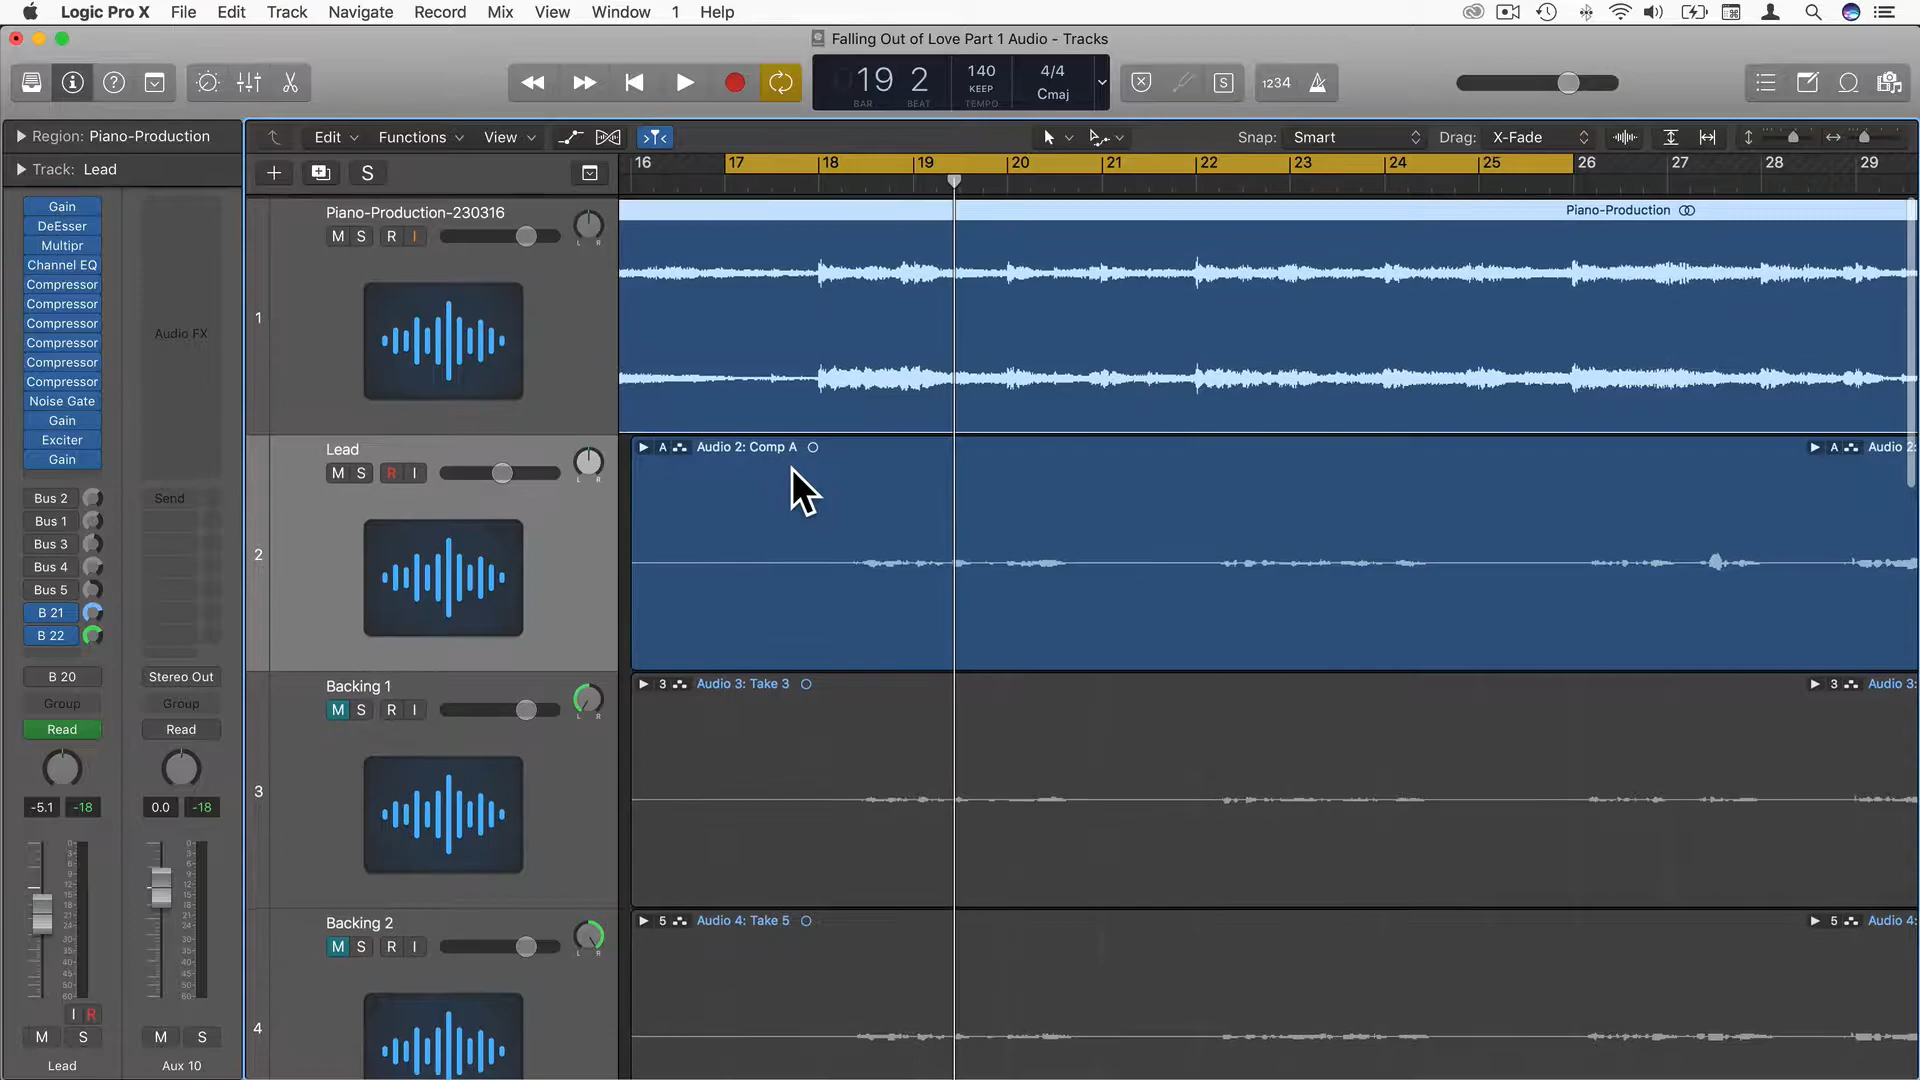 Logic Pro X File Edit Track Navigate Record Mix View Window 1 Help
Falling Out of Love Part 1 Audio - Tracks
19 2
BAR BEAT
140
KEEP
TEMPO
4/4
Cmaj
S
1234
Region: Piano-Production
Track: Lead
Edit Functions View
Snap: Smart
Drag: X-Fade
S
16 17 18 19 20 21 22 23 24 25 26 27 28 29
Gain
DeEsser
Multipr
Channel EQ
Compressor
Compressor
Compressor
Compressor
Compressor
Compressor
Noise Gate
Gain
Exciter
Gain
Audio FX
Bus 2
Bus 1
Bus 3
Bus 4
Bus 5
B 21
B 22
Send
B 20
Stereo Out
Group
Group
Read
Read
-5.1 -18
0.0 -18
I R
M S
M S
Lead
Aux 10
1
Piano-Production-230316
M S R I
L R
Piano-Production
2
Lead
M S R I
L R
A Audio 2: Comp A
A Audio 2:
3
Backing 1
M S R I
L R
3 Audio 3: Take 3
3 Audio 3:
4
Backing 2
M S R I
L R
5 Audio 4: Take 5
5 Audio 4: